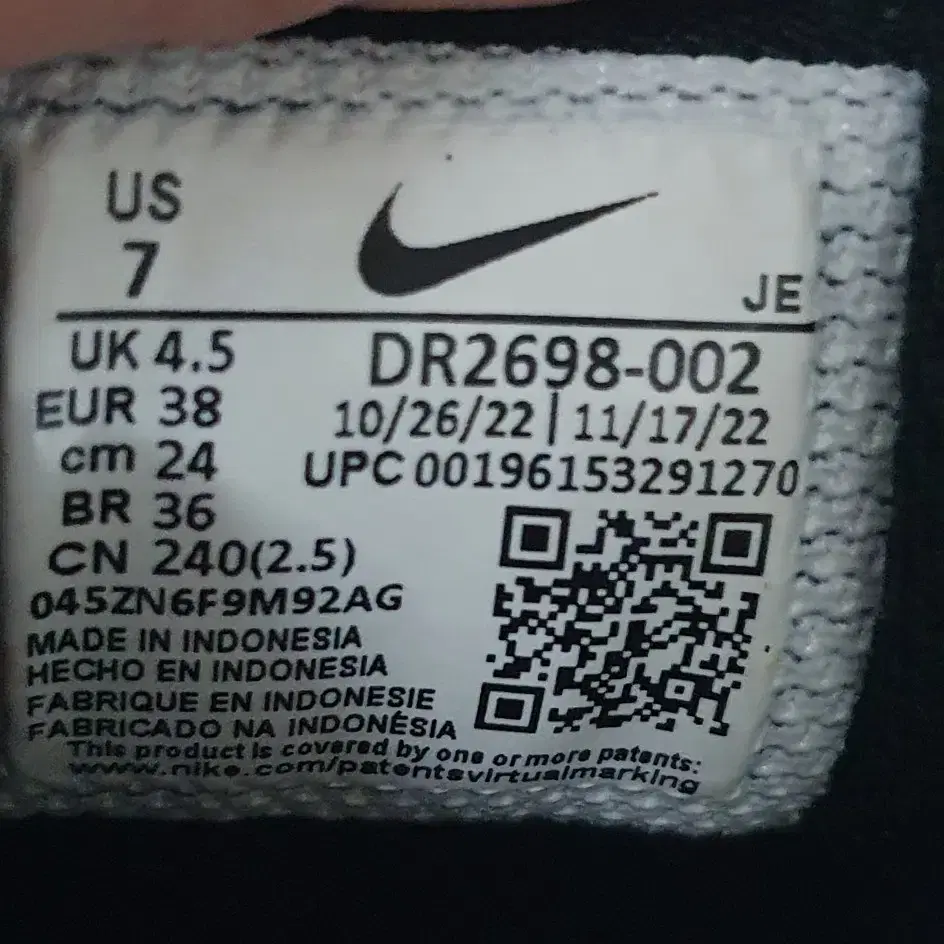 US
7
JE
UK 4.5
EUR 38
cm 24
BR 36
CN 240(2.5)
DR2698-002
10/26/22 | 11/17/22
UPC 00196153291270
045ZN6F9M92AG
MADE IN INDONESIA
HECHO EN INDONESIA
FABRIQUE EN INDONESIE
FABRICADO NA INDONÉSIA
This product is covered by one or more patents:
www.nike.com/patentsvirtualmarking